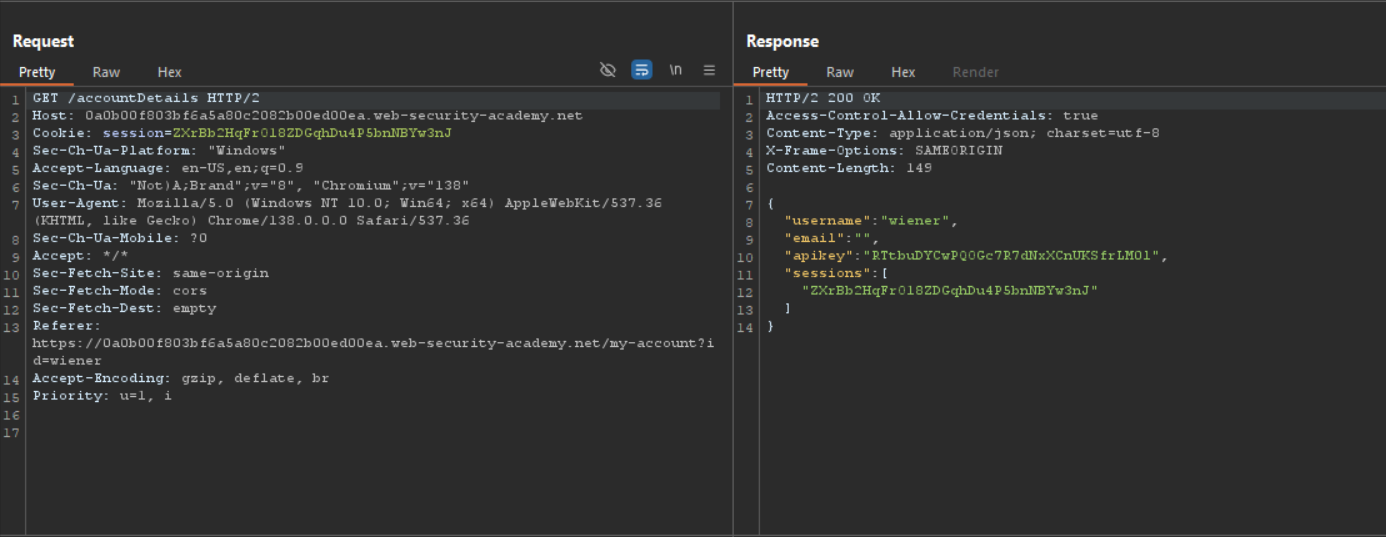 Request
Pretty Raw Hex
\n
1 GET /accountDetails HTTP/2
2 Host: 0a0b00f803bf6a5a80c2082b00ed00ea.web-security-academy.net
3 Cookie: session=ZXrBb2HqFr018ZDGqhDu4P5bnNBYw3nJ
4 Sec-Ch-Ua-Platform: "Windows"
5 Accept-Language: en-US,en;q=0.9
6 Sec-Ch-Ua: "Not)A;Brand";v="8", "Chromium";v="138"
7 User-Agent: Mozilla/5.0 (Windows NT 10.0; Win64; x64) AppleWebKit/537.36
(KHTML, like Gecko) Chrome/138.0.0.0 Safari/537.36
8 Sec-Ch-Ua-Mobile: ?0
9 Accept: */*
10 Sec-Fetch-Site: same-origin
11 Sec-Fetch-Mode: cors
12 Sec-Fetch-Dest: empty
13 Referer:
https://0a0b00f803bf6a5a80c2082b00ed00ea.web-security-academy.net/my-account?i
d=wiener
14 Accept-Encoding: gzip, deflate, br
15 Priority: u=1, i
16
17
Response
Pretty Raw Hex Render
1 HTTP/2 200 OK
2 Access-Control-Allow-Credentials: true
3 Content-Type: application/json; charset=utf-8
4 X-Frame-Options: SAMEORIGIN
5 Content-Length: 149
6
7 {
8 "username":"wiener",
9 "email":"",
10 "apikey":"RTtbuDYCwPQ0Gc7R7dNxXCnUKSfrLM01",
11 "sessions":[
12 "ZXrBb2HqFr018ZDGqhDu4P5bnNBYw3nJ"
13 ]
14 }